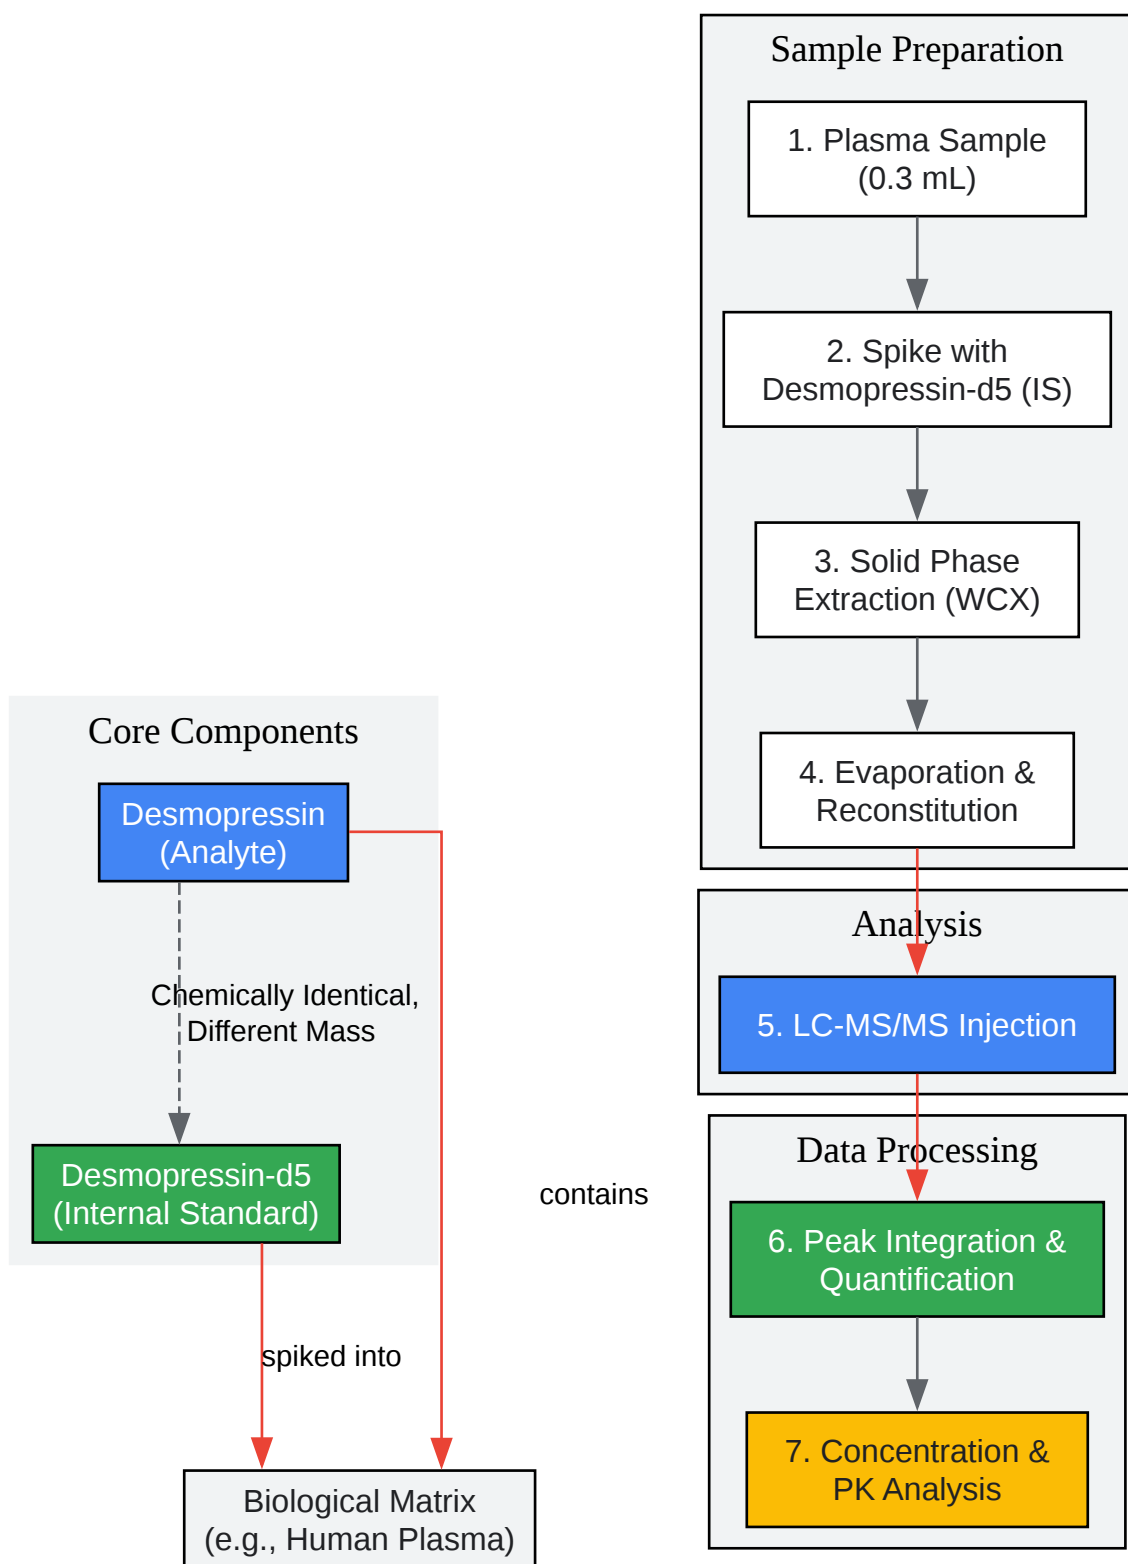 Sample Preparation
1. Plasma Sample
(0.3 mL)
2. Spike with
Desmopressin-d5 (IS)
3. Solid Phase
Extraction (WCX)
4. Evaporation &
Reconstitution
Analysis
5. LC-MS/MS Injection
Data Processing
6. Peak Integration &
Quantification
7. Concentration &
PK Analysis
Core Components
Desmopressin
(Analyte)
Chemically Identical,
Different Mass
Desmopressin-d5
(Internal Standard)
contains
spiked into
Biological Matrix
(e.g., Human Plasma)